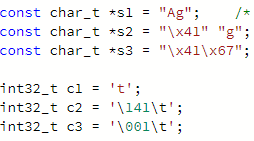 const char_t *s1 = "Ag"; /*
const char_t *s2 = "\x41" "g";
const char_t *s3 = "\x41\x67";
int32_t c1 = 't';
int32_t c2 = '\141\t';
int32_t c3 = '\001\t';